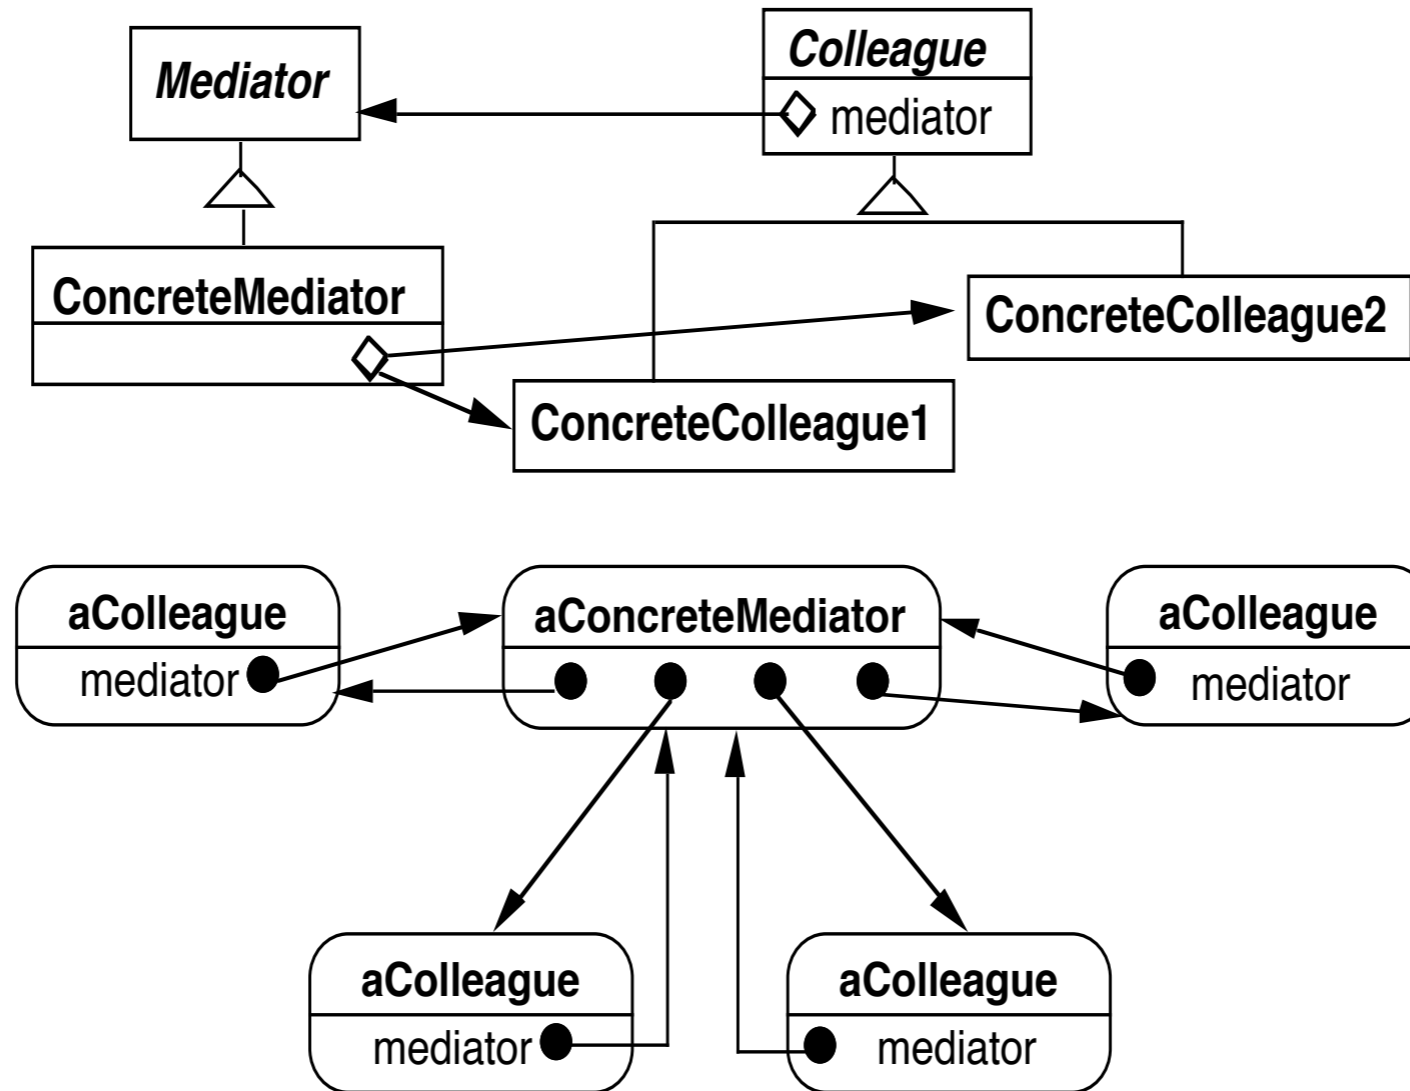 Mediator
Colleague
mediator
ConcreteMediator
ConcreteColleague2
ConcreteColleague1
aColleague
mediator
aConcreteMediator
aColleague
mediator
aColleague
mediator
aColleague
mediator